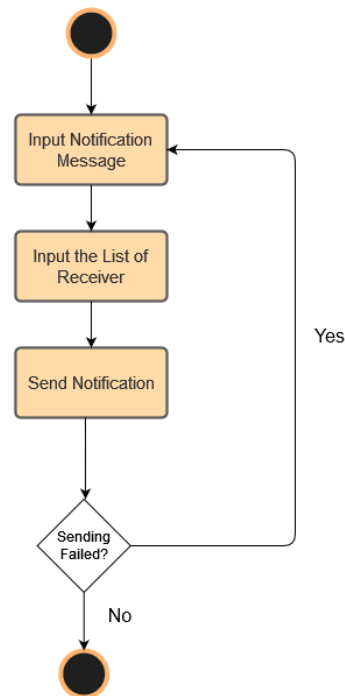 Input Notification
Message
Input the List of
Receiver
Yes
Send Notification
Sending
Failed?
No